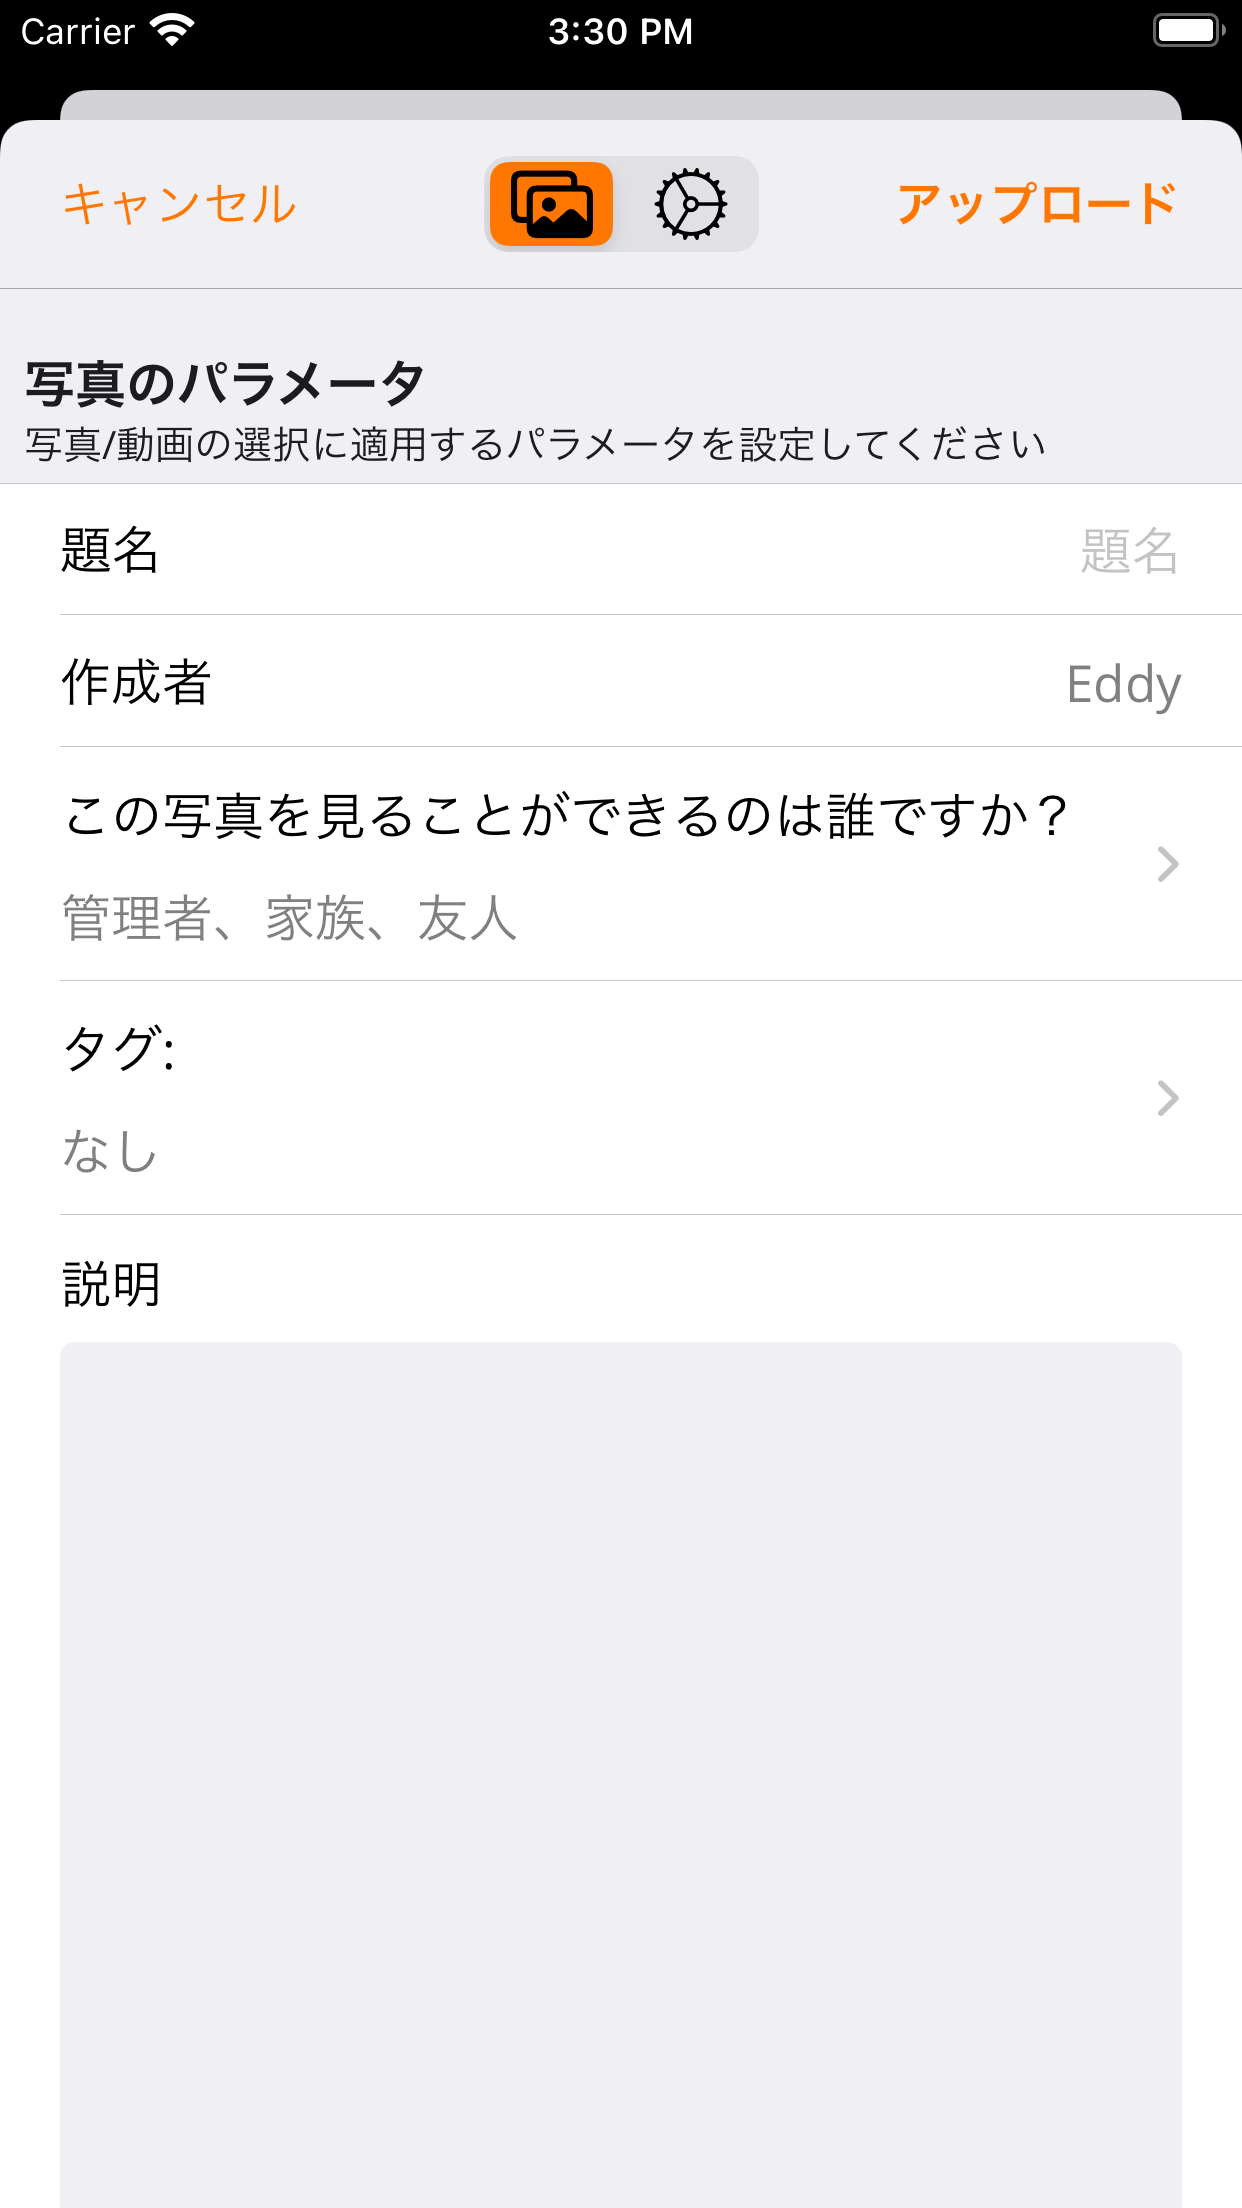 Carrier
3:30 PM
キャンセル
アップロード
写真のパラメータ
写真/動画の選択に適用するパラメータを設定してください
題名
題名
作成者
Eddy
この写真を見ることができるのは誰ですか？
管理者、家族、友人
タグ:
なし
説明